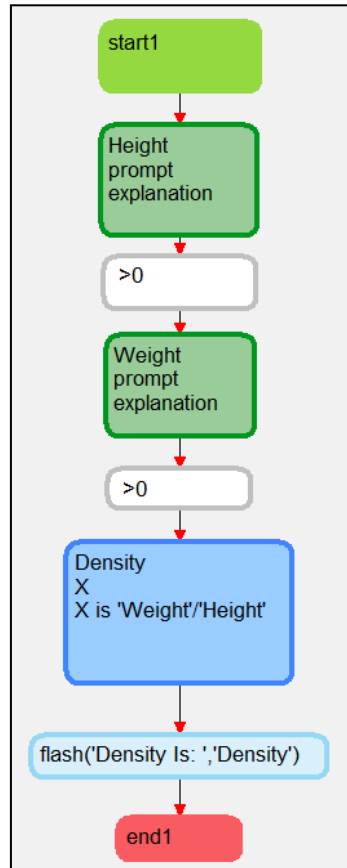 start1
Height
prompt
explanation
>0
Weight
prompt
explanation
>0
Density
X
X is 'Weight'/'Height'
flash('Density Is: ','Density')
end1